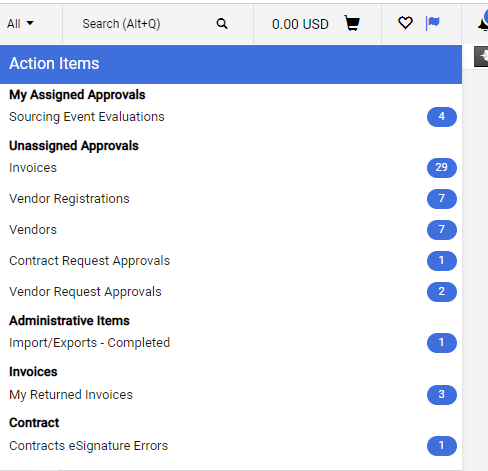 All Search (Alt+Q) 0.00 USD
Action Items
My Assigned Approvals
Sourcing Event Evaluations 4
Unassigned Approvals
Invoices 29
Vendor Registrations 7
Vendors 7
Contract Request Approvals 1
Vendor Request Approvals 2
Administrative Items
Import/Exports - Completed 1
Invoices
My Returned Invoices 3
Contract
Contracts eSignature Errors 1